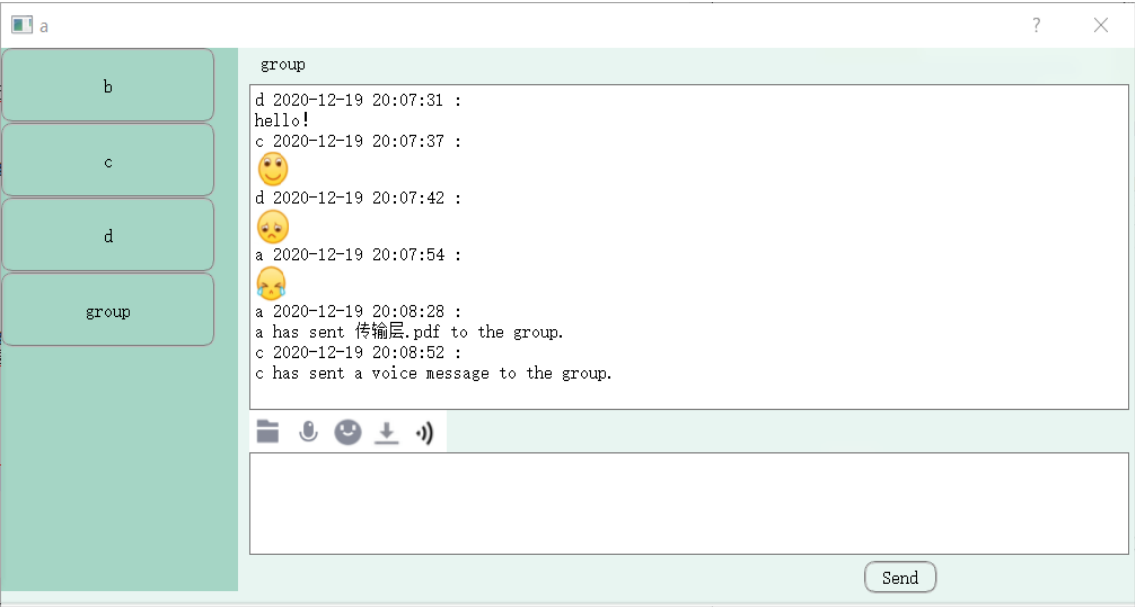 a
?
b
c
d
group
group
d 2020-12-19 20:07:31 :
hello!
c 2020-12-19 20:07:37 :
d 2020-12-19 20:07:42 :
a 2020-12-19 20:07:54 :
a 2020-12-19 20:08:28 :
a has sent 传输层.pdf to the group.
c 2020-12-19 20:08:52 :
c has sent a voice message to the group.
Send